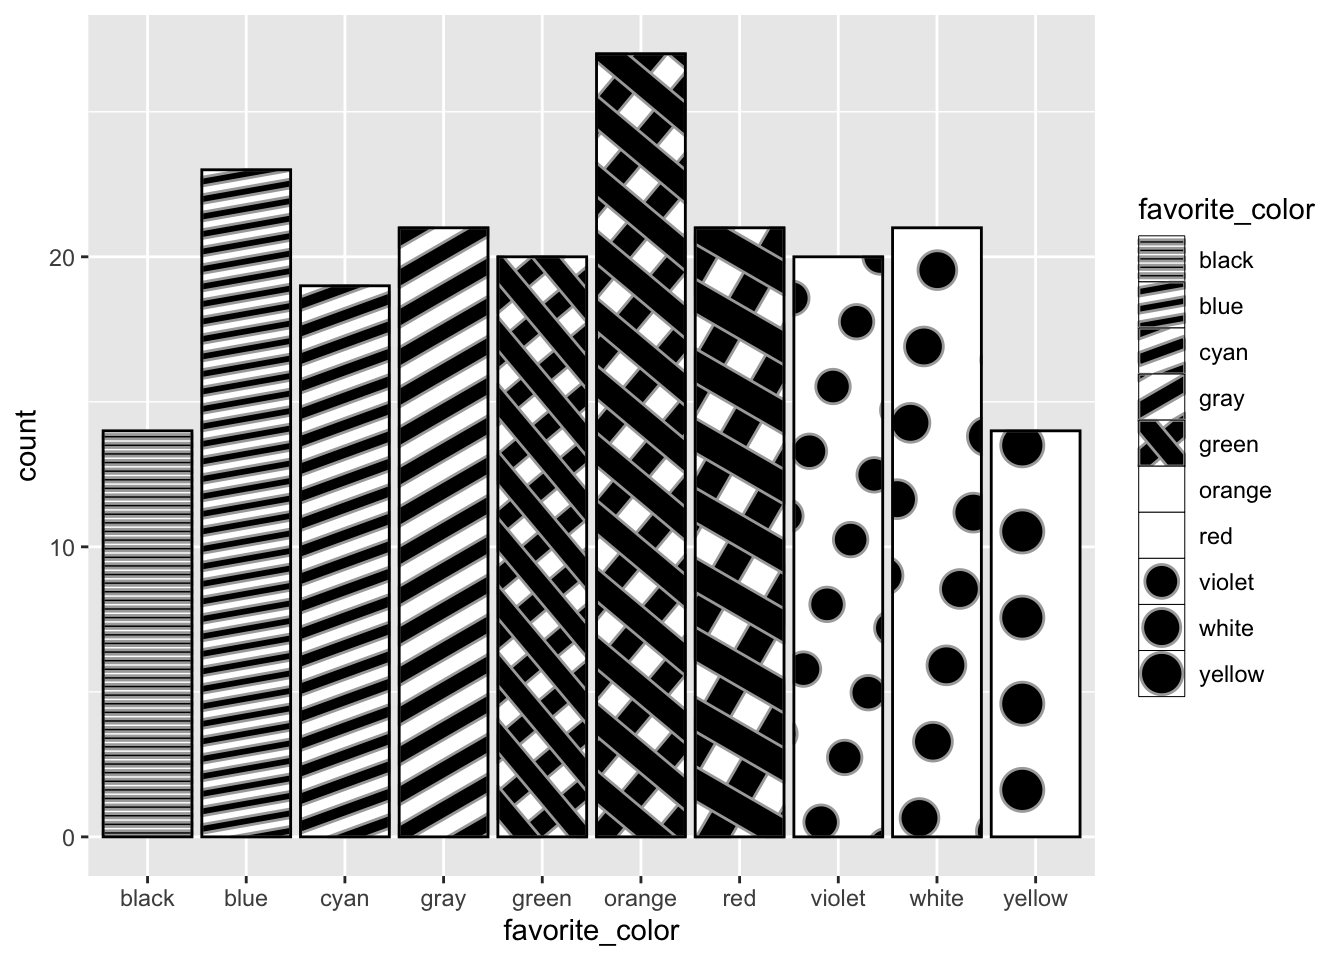 count
20
10
0
black blue cyan gray green orange red violet white yellow
favorite_color
favorite_color
black
blue
cyan
gray
green
orange
red
violet
white
yellow